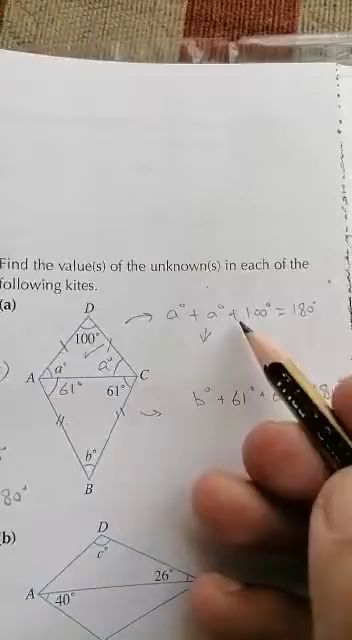 Find the value(s) of the unknown(s) in each of the
following kites.
(a)
D
100°
a° + a° + 100° = 180°
A
a°
a°
C
61°
61°
b° + 61° +
b°
B
80°
(b)
D
c°
26°
A
40°